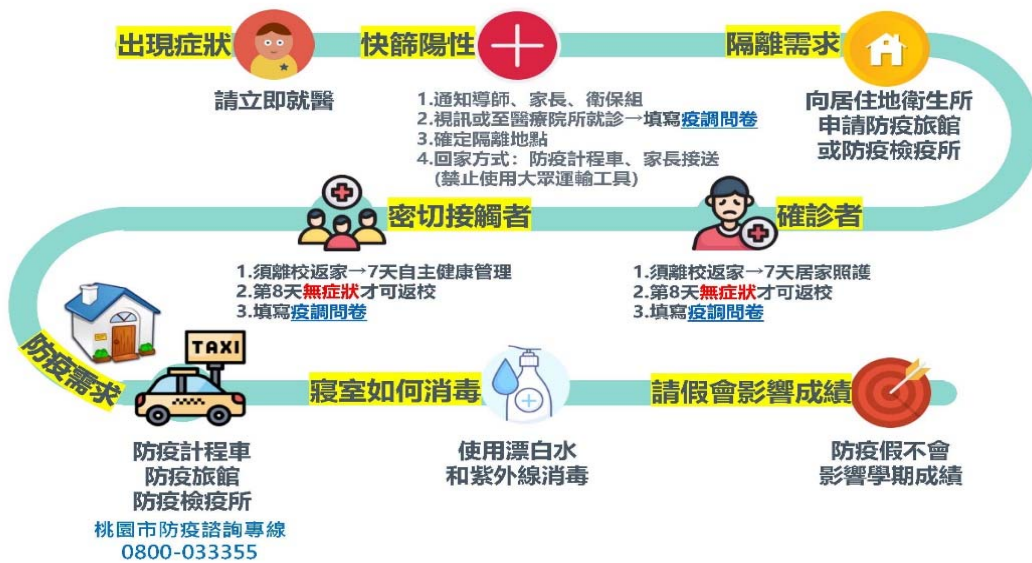 出現症狀
請立即就醫
快篩陽性
1.通知導師、家長、衛保組
2.視訊或至醫療院所就診→填寫疫調問卷
3.確定隔離地點
4.回家方式：防疫計程車、家長接送
(禁止使用大眾運輸工具)
隔離需求
向居住地衛生所
申請防疫旅館
或防疫檢疫所
確診者
1.須離校返家→7天居家照護
2.第8天無症狀才可返校
3.填寫疫調問卷
密切接觸者
1.須離校返家→7天自主健康管理
2.第8天無症狀才可返校
3.填寫疫調問卷
防疫需求
TAXI
防疫計程車
防疫旅館
防疫檢疫所
桃園市防疫諮詢專線
0800-033355
寢室如何消毒
使用漂白水
和紫外線消毒
請假會影響成績
防疫假不會
影響學期成績